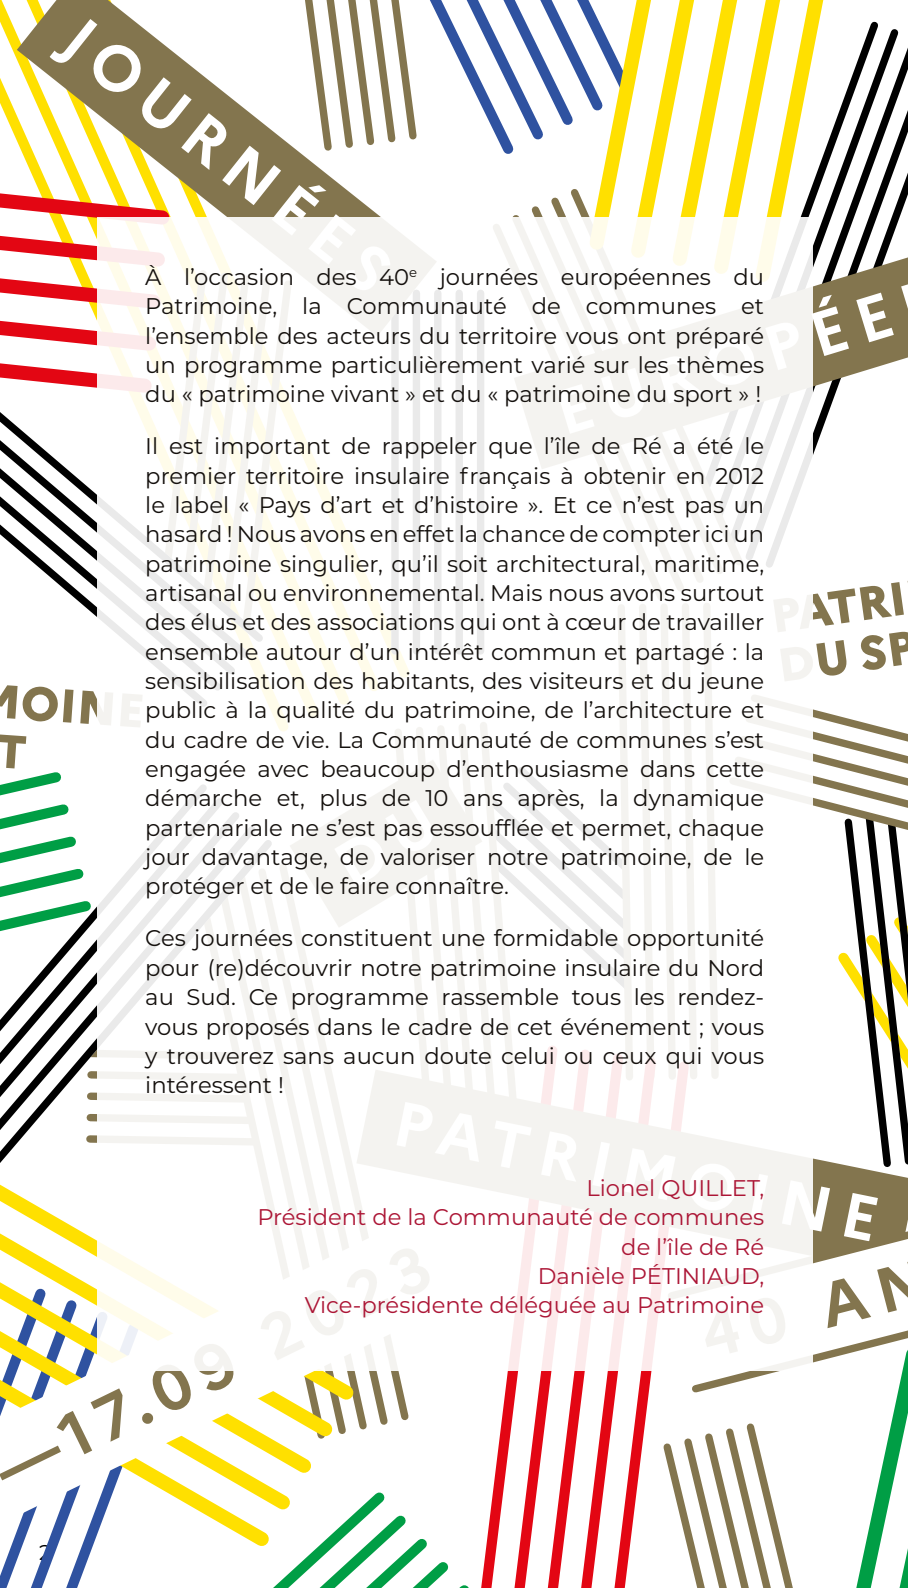 JOURNÉES
EUROPÉE
À l’occasion des 40e journées européennes du
Patrimoine, la Communauté de communes et
l’ensemble des acteurs du territoire vous ont préparé
un programme particulièrement varié sur les thèmes
du « patrimoine vivant » et du « patrimoine du sport » !
Il est important de rappeler que l’île de Ré a été le
premier territoire insulaire français à obtenir en 2012
le label « Pays d’art et d’histoire ». Et ce n’est pas un
hasard ! Nous avons en effet la chance de compter ici un
patrimoine singulier, qu’il soit architectural, maritime,
artisanal ou environnemental. Mais nous avons surtout
des élus et des associations qui ont à cœur de travailler
ensemble autour d’un intérêt commun et partagé : la
sensibilisation des habitants, des visiteurs et du jeune
public à la qualité du patrimoine, de l’architecture et
du cadre de vie. La Communauté de communes s’est
engagée avec beaucoup d’enthousiasme dans cette
démarche et, plus de 10 ans après, la dynamique
partenariale ne s’est pas essoufflée et permet, chaque
jour davantage, de valoriser notre patrimoine, de le
protéger et de le faire connaître.
Ces journées constituent une formidable opportunité
pour (re)découvrir notre patrimoine insulaire du Nord
au Sud. Ce programme rassemble tous les rendez-
vous proposés dans le cadre de cet événement ; vous
y trouverez sans aucun doute celui ou ceux qui vous
intéressent !
PATRI
DU SP
MOINE
T
DU
PATRIMOINE
Lionel QUILLET,
Président de la Communauté de communes
de l’île de Ré
Danièle PÉTINIAUD,
Vice-présidente déléguée au Patrimoine
40 AN
—17.09 2023
2